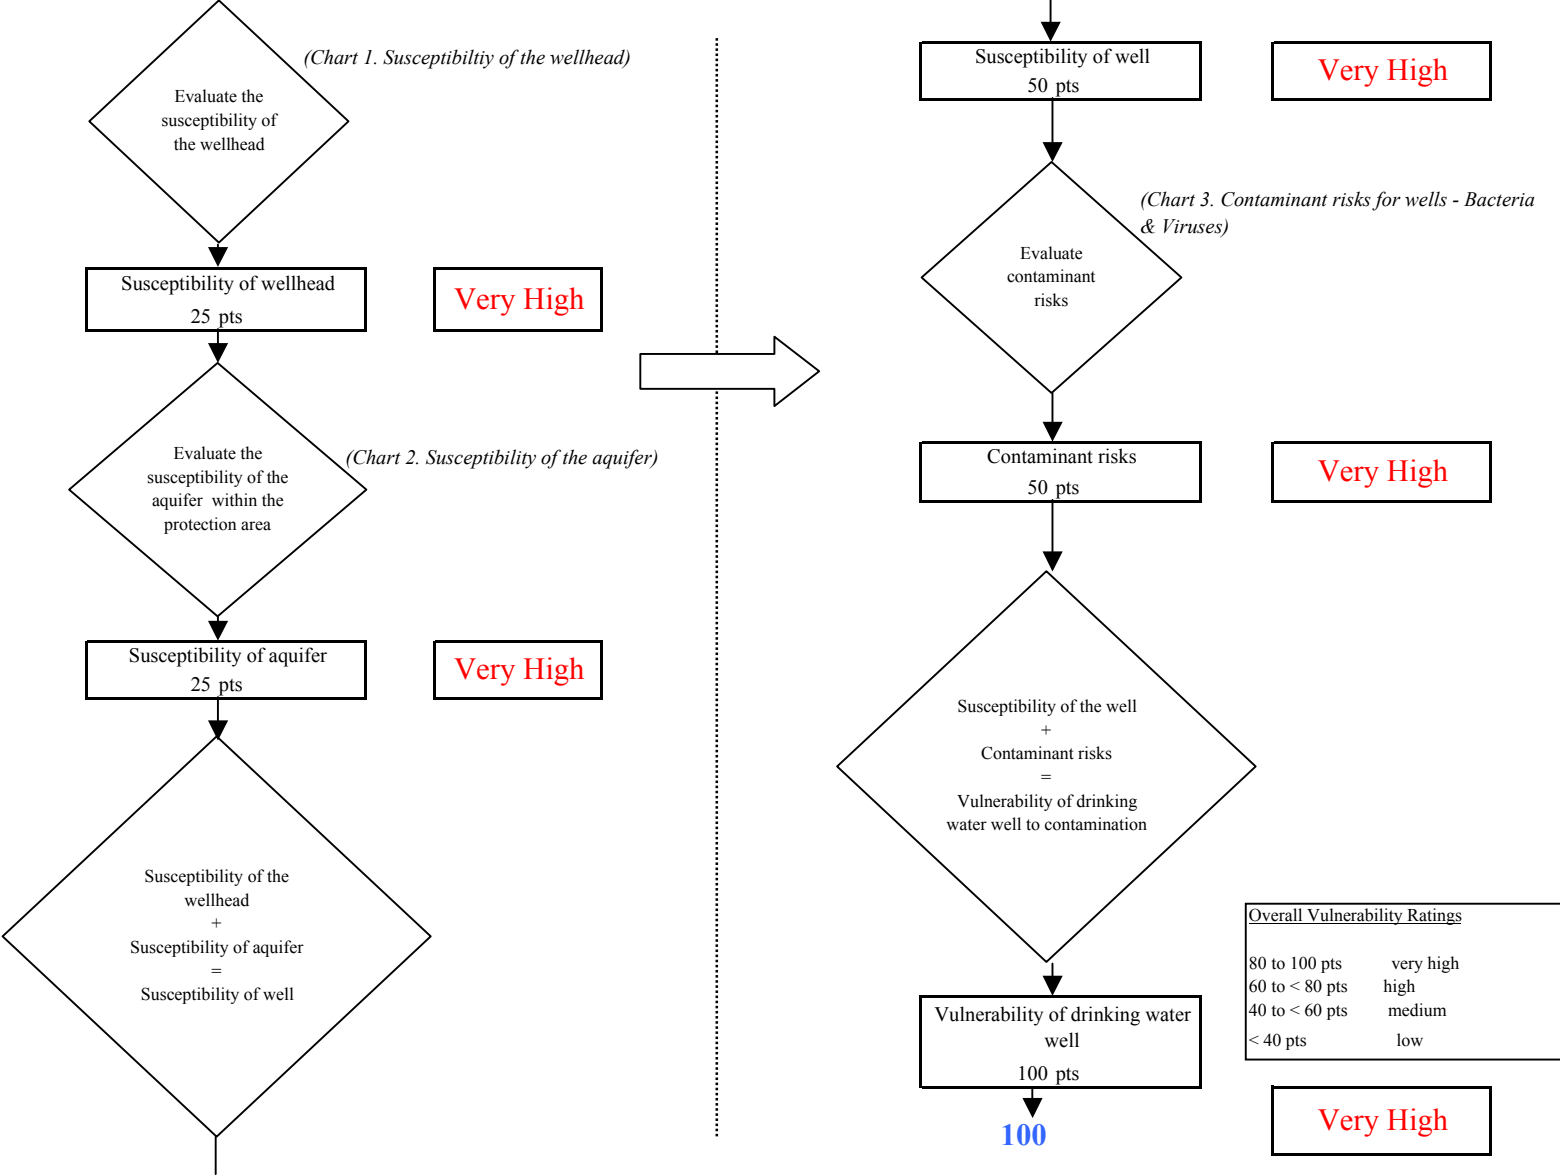 (Chart 1. Susceptibiltiy of the wellhead)
Evaluate the
susceptibility of
the wellhead
Susceptibility of wellhead
25 pts
Very High
(Chart 2. Susceptibility of the aquifer)
Evaluate the
susceptibility of the
aquifer within the
protection area
Susceptibility of aquifer
25 pts
Very High
Susceptibility of the
wellhead
+
Susceptibility of aquifer
=
Susceptibility of well
Susceptibility of well
50 pts
Very High
(Chart 3. Contaminant risks for wells - Bacteria
& Viruses)
Evaluate
contaminant
risks
Contaminant risks
50 pts
Very High
Susceptibility of the well
+
Contaminant risks
=
Vulnerability of drinking
water well to contamination
Overall Vulnerability Ratings
80 to 100 pts very high
60 to < 80 pts high
40 to < 60 pts medium
< 40 pts low
Vulnerability of drinking water
well
100 pts
100
Very High